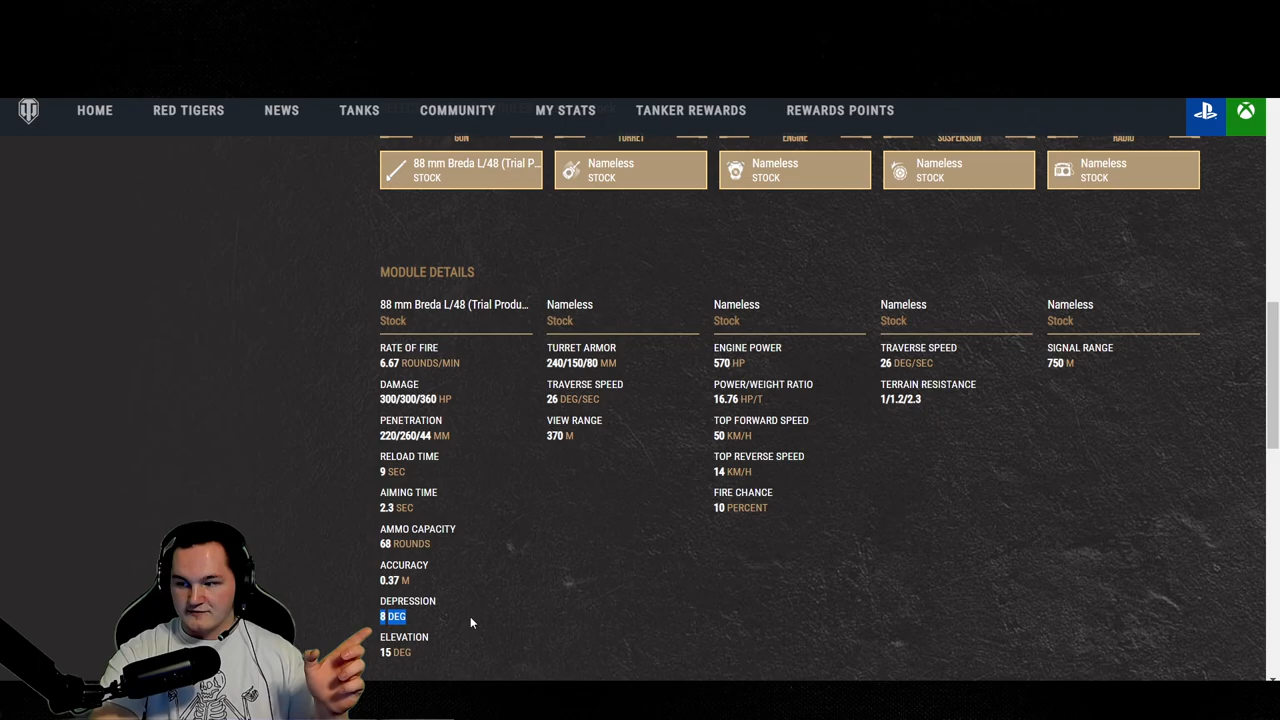 HOME RED TIGERS NEWS TANKS COMMUNITY MY STATS TANKER REWARDS REWARDS POINTS
GUN TURRET ENGINE SUSPENSION RADIO
88 mm Breda L/48 (Trial P... Nameless Nameless Nameless Nameless
STOCK STOCK STOCK STOCK STOCK
MODULE DETAILS
88 mm Breda L/48 (Trial Produ... Nameless Nameless Nameless Nameless
Stock Stock Stock Stock Stock
RATE OF FIRE TURRET ARMOR ENGINE POWER TRAVERSE SPEED SIGNAL RANGE
6.67 ROUNDS/MIN 240/150/80 MM 570 HP 26 DEG/SEC 750 M
DAMAGE TRAVERSE SPEED POWER/WEIGHT RATIO TERRAIN RESISTANCE
300/300/360 HP 26 DEG/SEC 16.76 HP/T 1/1.2/2.3
PENETRATION VIEW RANGE TOP FORWARD SPEED
220/260/44 MM 370 M 50 KM/H
RELOAD TIME TOP REVERSE SPEED
9 SEC 14 KM/H
AIMING TIME FIRE CHANCE
2.3 SEC 10 PERCENT
AMMO CAPACITY
68 ROUNDS
ACCURACY
0.37 M
DEPRESSION
8 DEG
ELEVATION
15 DEG